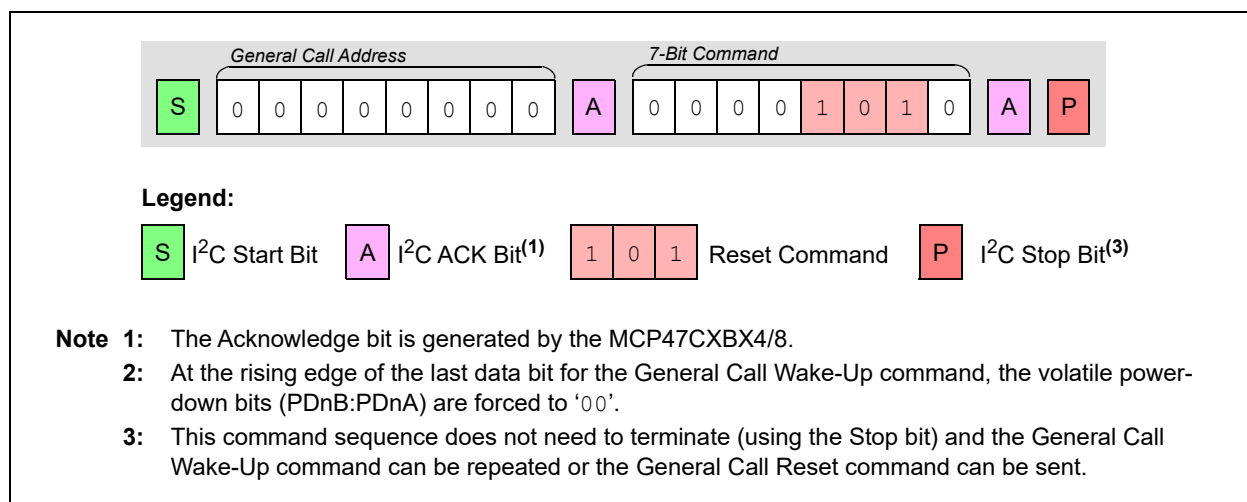 General Call Address 7-Bit Command
S 0 0 0 0 0 0 0 0 A 0 0 0 0 1 0 1 0 A P
Legend:
S I²C Start Bit A I²C ACK Bit(1) 1 0 1 Reset Command P I²C Stop Bit(3)
Note 1: The Acknowledge bit is generated by the MCP47CXBX4/8.
2: At the rising edge of the last data bit for the General Call Wake-Up command, the volatile power-
down bits (PDnB:PDnA) are forced to ‘00’.
3: This command sequence does not need to terminate (using the Stop bit) and the General Call
Wake-Up command can be repeated or the General Call Reset command can be sent.